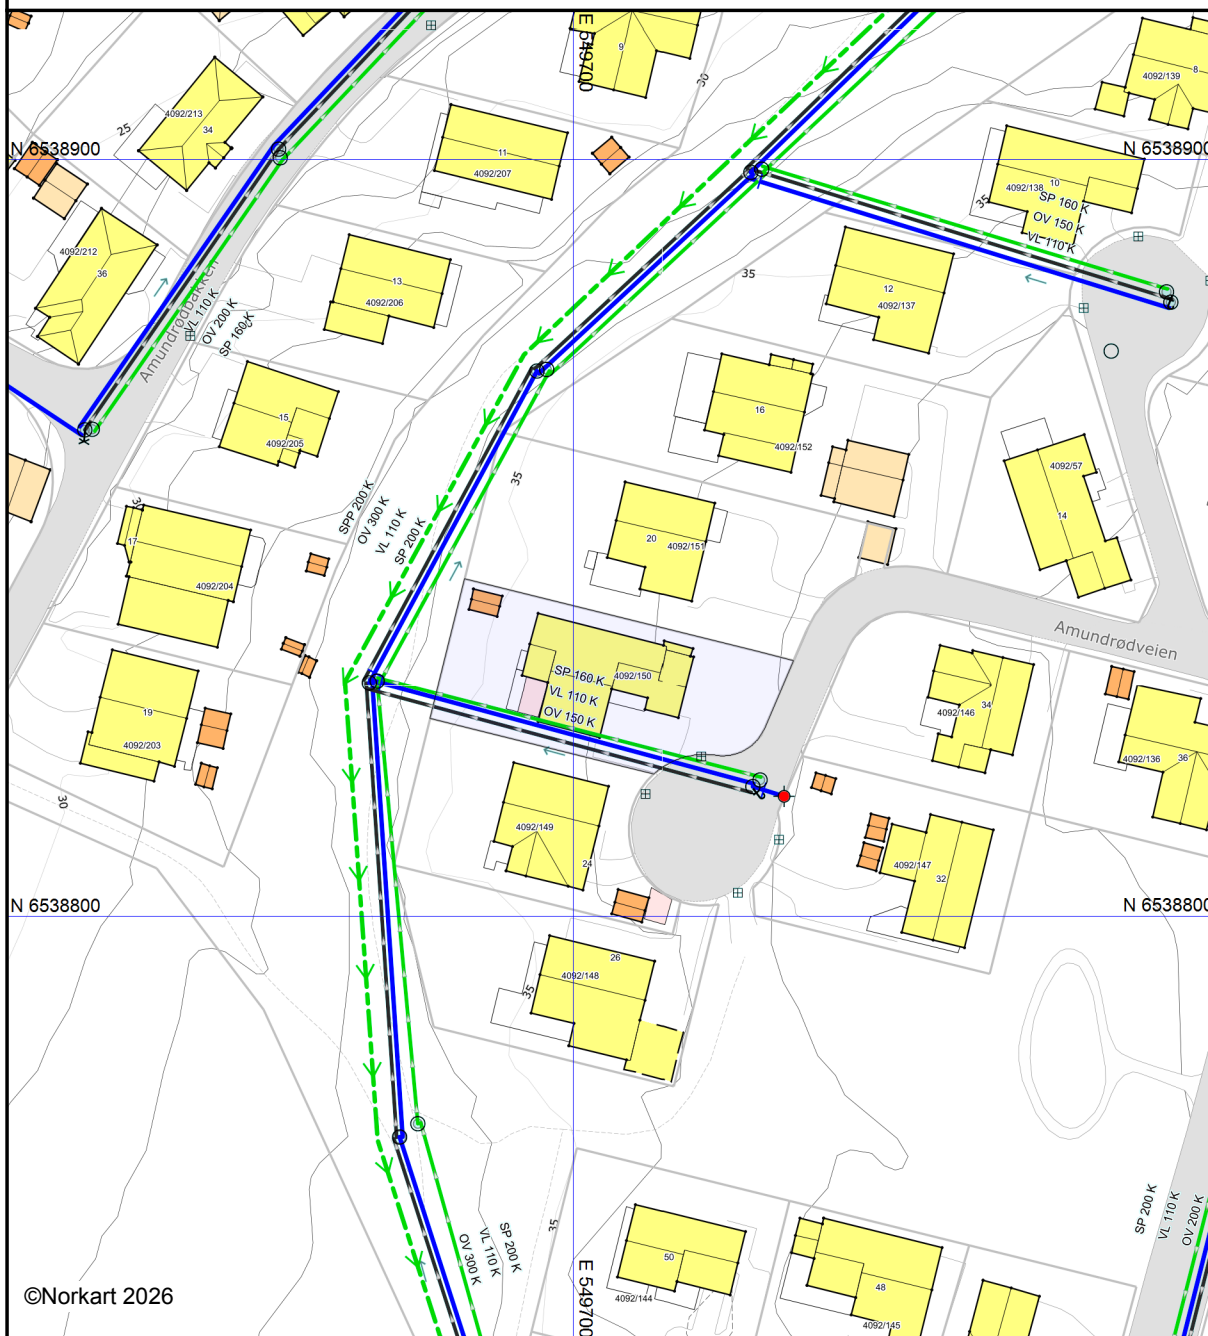 E 549700
9
8
4092/139
30
4092/213
34
25
N 6538900
N 6538900
11
4092/207
10
4092/138
SP 160 K
OV 150 K
VL 110 K
35
4092/212
36
13
4092/206
35
12
4092/137
Amundrødbakken
VL 110 K
OV 200 K
SP 160 K
15
4092/205
16
4092/152
4092/57
14
35
SPP 200 K
OV 300 K
VL 110 K
SP 200 K
17
4092/204
20
4092/151
Amundrødveien
SP 160 K
4092/150
VL 110 K
OV 150 K
19
4092/203
34
4092/146
4092/136
36
30
4092/149
24
4092/147
32
N 6538800
N 6538800
26
4092/148
35
SP 200 K
VL 110 K
OV 200 K
35
SP 200 K
VL 110 K
OV 300 K
50
4092/144
48
4092/145
E 549700
©Norkart 2026